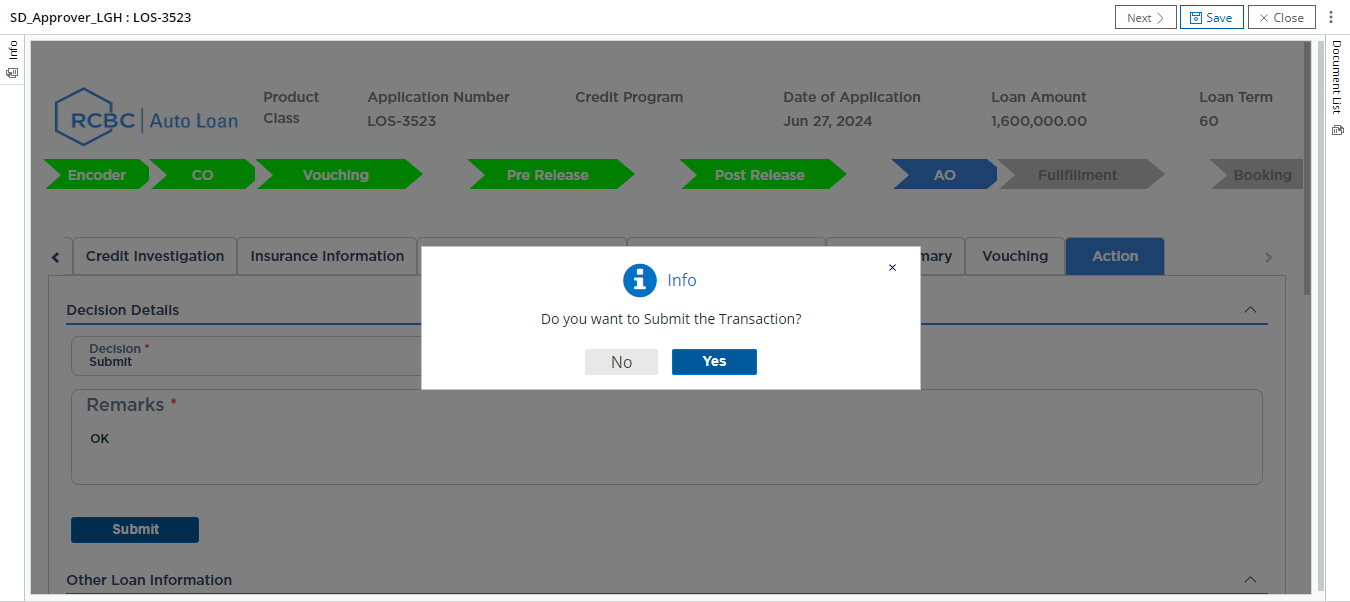 SD_Approver_LGH : LOS-3523
Next
Save
Close
Info
Document List
RCBC Auto Loan
Product Class
Application Number
LOS-3523
Credit Program
Date of Application
Jun 27, 2024
Loan Amount
1,600,000.00
Loan Term
60
Encoder
CO
Vouching
Pre Release
Post Release
AO
Fullfillment
Booking
Credit Investigation
Insurance Information
mary
Vouching
Action
Info
Do you want to Submit the Transaction?
No
Yes
Decision Details
Decision *
Submit
Remarks *
OK
Submit
Other Loan Information